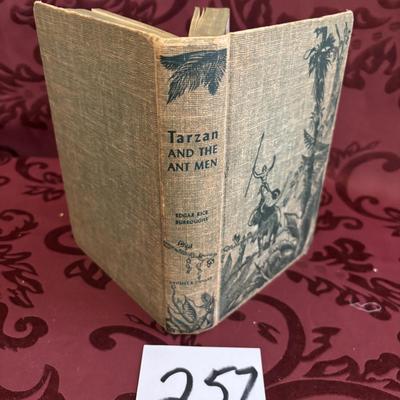 Tarzan
AND THE
ANT MEN
EDGAR RICE
BURROUGHS
257